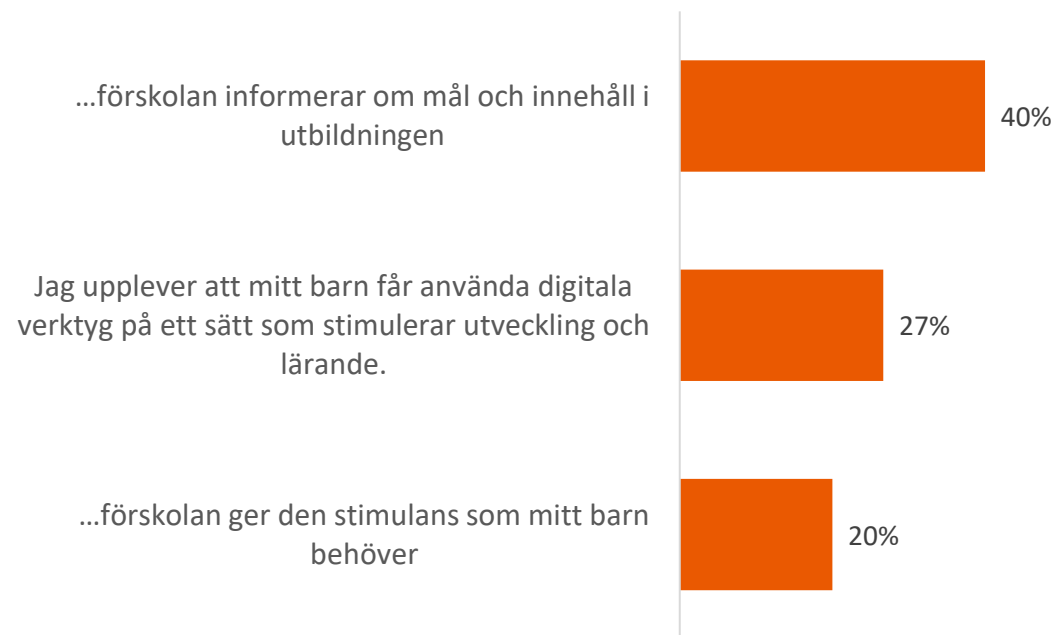 ...förskolan informerar om mål och innehåll i
utbildningen
40%
Jag upplever att mitt barn får använda digitala
verktyg på ett sätt som stimulerar utveckling och
lärande.
27%
...förskolan ger den stimulans som mitt barn
behöver
20%